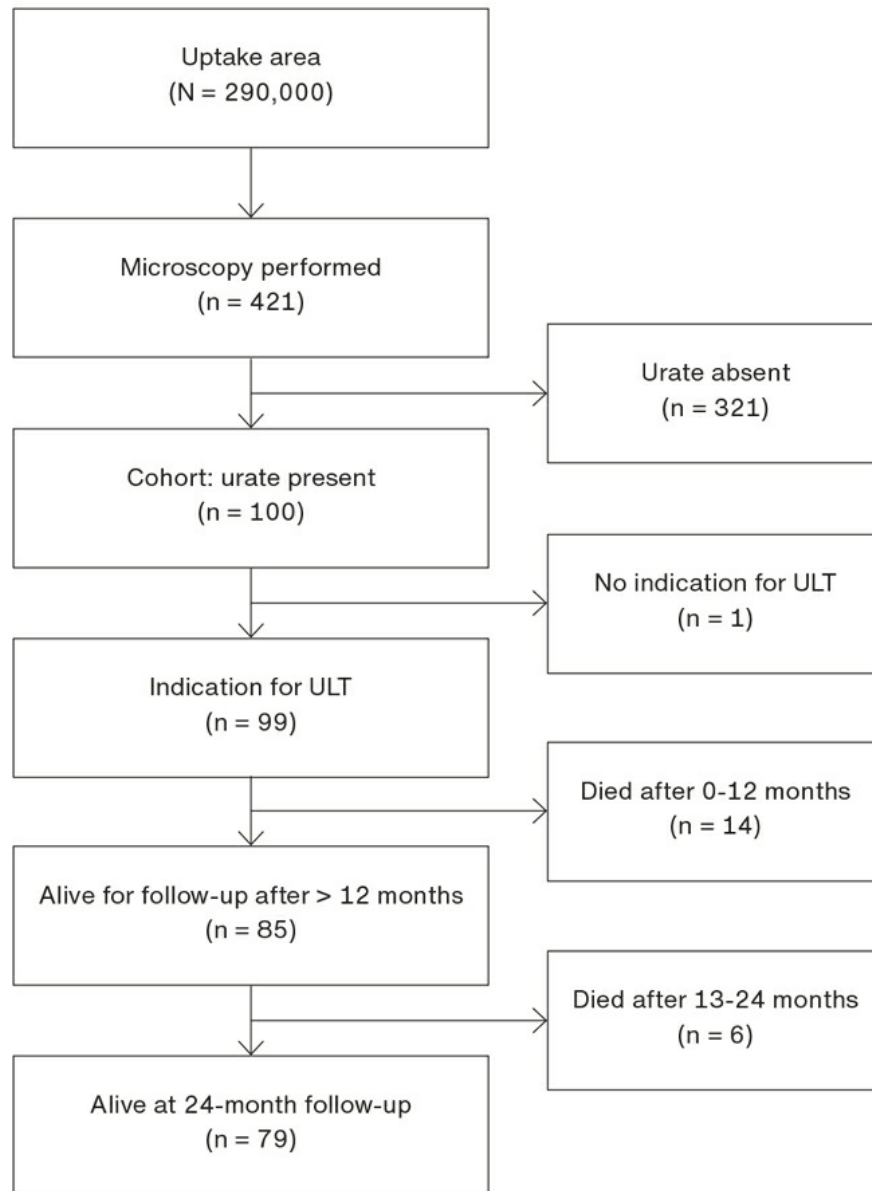 Uptake area
(N = 290,000)
Microscopy performed
(n = 421)
Urate absent
(n = 321)
Cohort: urate present
(n = 100)
No indication for ULT
(n = 1)
Indication for ULT
(n = 99)
Died after 0-12 months
(n = 14)
Alive for follow-up after > 12 months
(n = 85)
Died after 13-24 months
(n = 6)
Alive at 24-month follow-up
(n = 79)